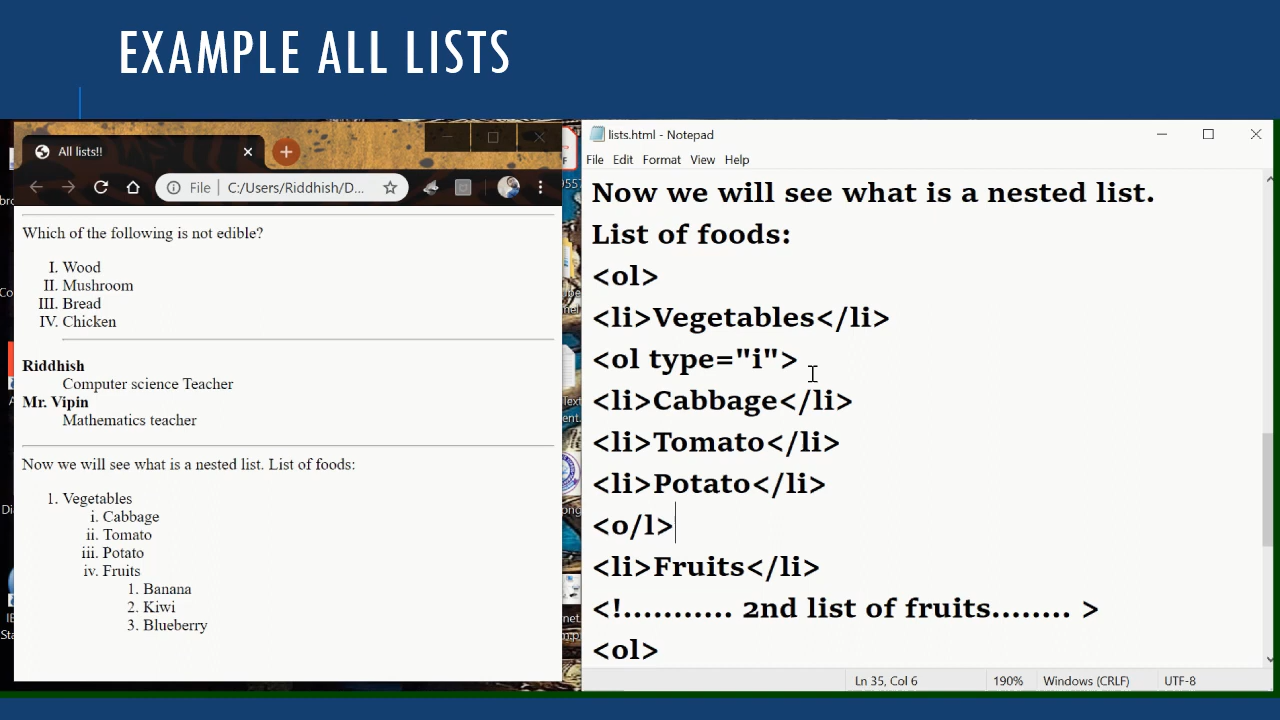 EXAMPLE ALL LISTS
All lists!!
File
C:/Users/Riddhish/D...
Which of the following is not edible?
I. Wood
II. Mushroom
III. Bread
IV. Chicken
Riddhish
Computer science Teacher
Mr. Vipin
Mathematics teacher
Now we will see what is a nested list. List of foods:
1. Vegetables
i. Cabbage
ii. Tomato
iii. Potato
iv. Fruits
1. Banana
2. Kiwi
3. Blueberry
lists.html - Notepad
File Edit Format View Help
Now we will see what is a nested list.
List of foods:
<ol>
<li>Vegetables</li>
<ol type="i">
<li>Cabbage</li>
<li>Tomato</li>
<li>Potato</li>
<o/l>
<li>Fruits</li>
<!........... 2nd list of fruits........ >
<ol>
Ln 35, Col 6 190% Windows (CRLF) UTF-8